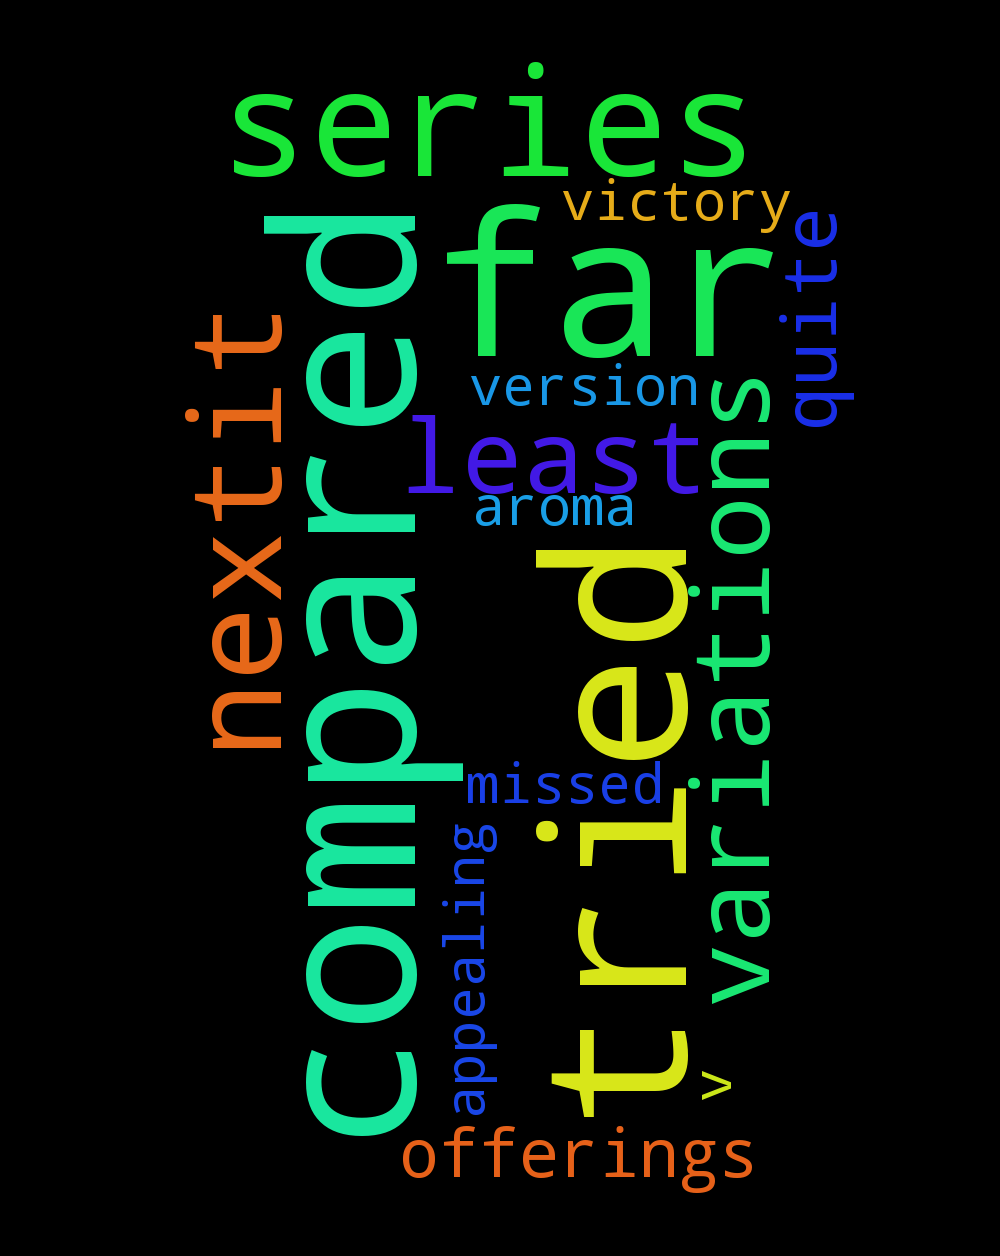 series
victory
far
quite
compared
nextit
version
variations
least
aroma
tried
missed
appealing
v
offerings